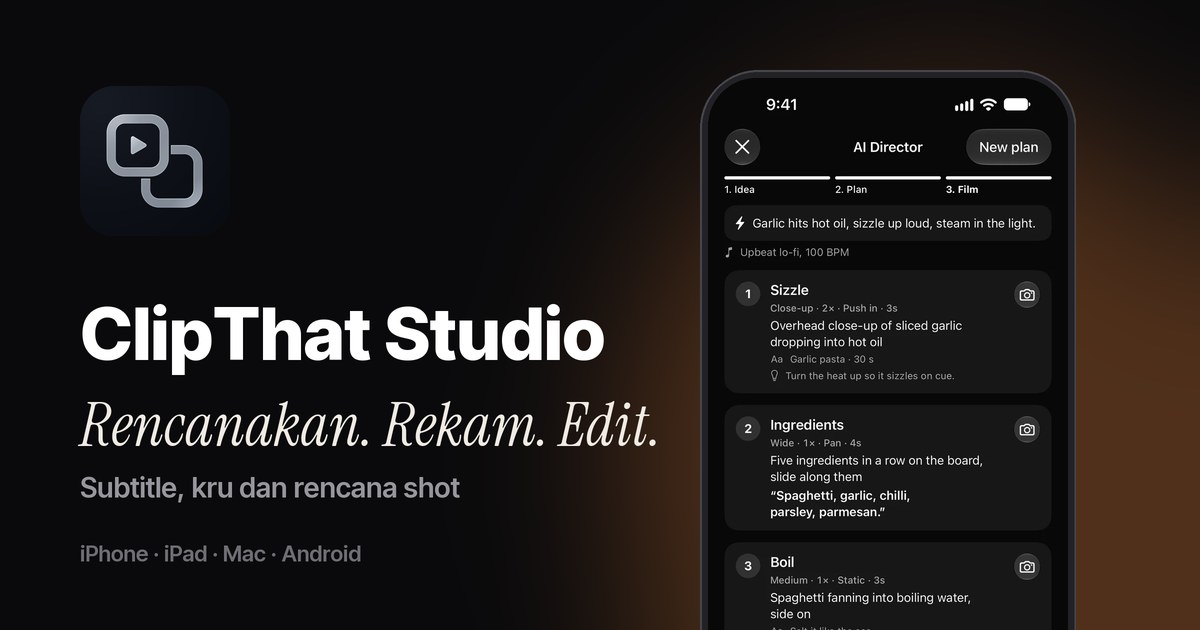 ClipThat Studio
Rencanakan. Rekam. Edit.
Subtitle, kru dan rencana shot
iPhone · iPad · Mac · Android
9:41
AI Director
New plan
1. Idea
2. Plan
3. Film
Garlic hits hot oil, sizzle up loud, steam in the light.
Upbeat lo-fi, 100 BPM
1
Sizzle
Close-up · 2× · Push in · 3s
Overhead close-up of sliced garlic
dropping into hot oil
Aa Garlic pasta · 30 s
Turn the heat up so it sizzles on cue.
2
Ingredients
Wide · 1× · Pan · 4s
Five ingredients in a row on the board,
slide along them
“Spaghetti, garlic, chilli,
parsley, parmesan.”
3
Boil
Medium · 1× · Static · 3s
Spaghetti fanning into boiling water,
side on